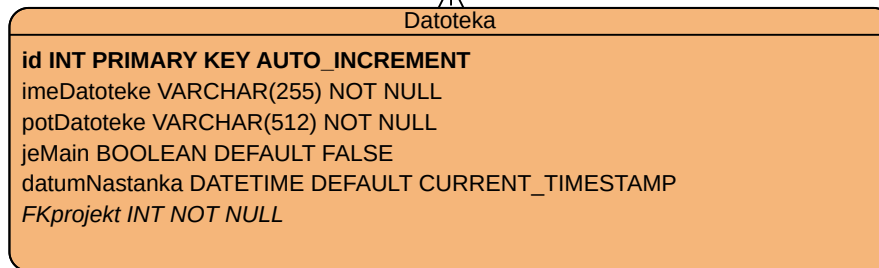 Datoteka
id INT PRIMARY KEY AUTO_INCREMENT
imeDatoteke VARCHAR(255) NOT NULL
potDatoteke VARCHAR(512) NOT NULL
jeMain BOOLEAN DEFAULT FALSE
datumNastanka DATETIME DEFAULT CURRENT_TIMESTAMP
FKprojekt INT NOT NULL